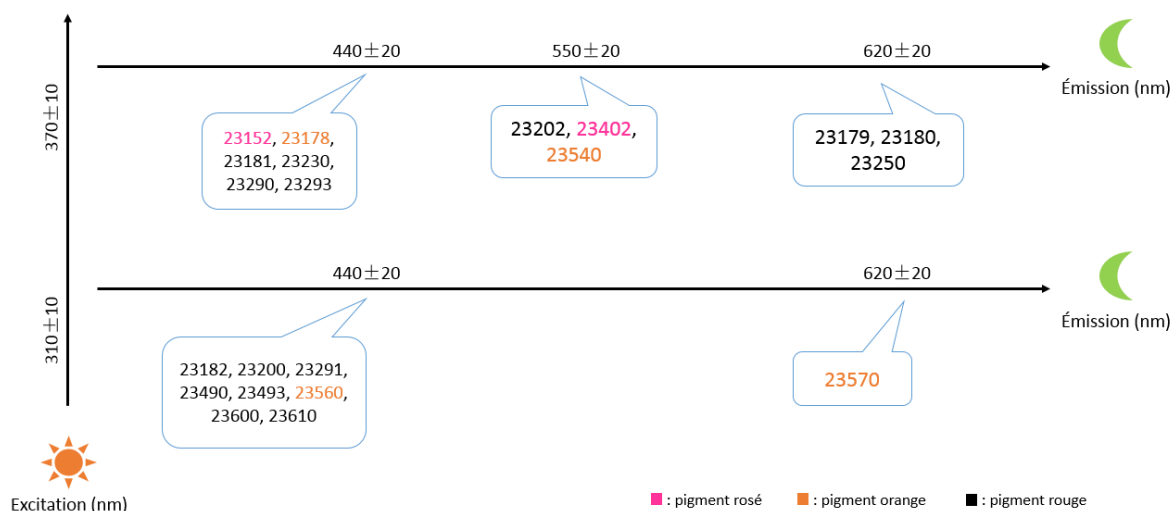 440±20
550±20
620±20
Émission (nm)
370±10
23152, 23178,
23181, 23230,
23290, 23293
23202, 23402,
23540
23179, 23180,
23250
440±20
620±20
Émission (nm)
310±10
23182, 23200, 23291,
23490, 23493, 23560,
23600, 23610
23570
Excitation (nm)
: pigment rosé
: pigment orange
: pigment rouge